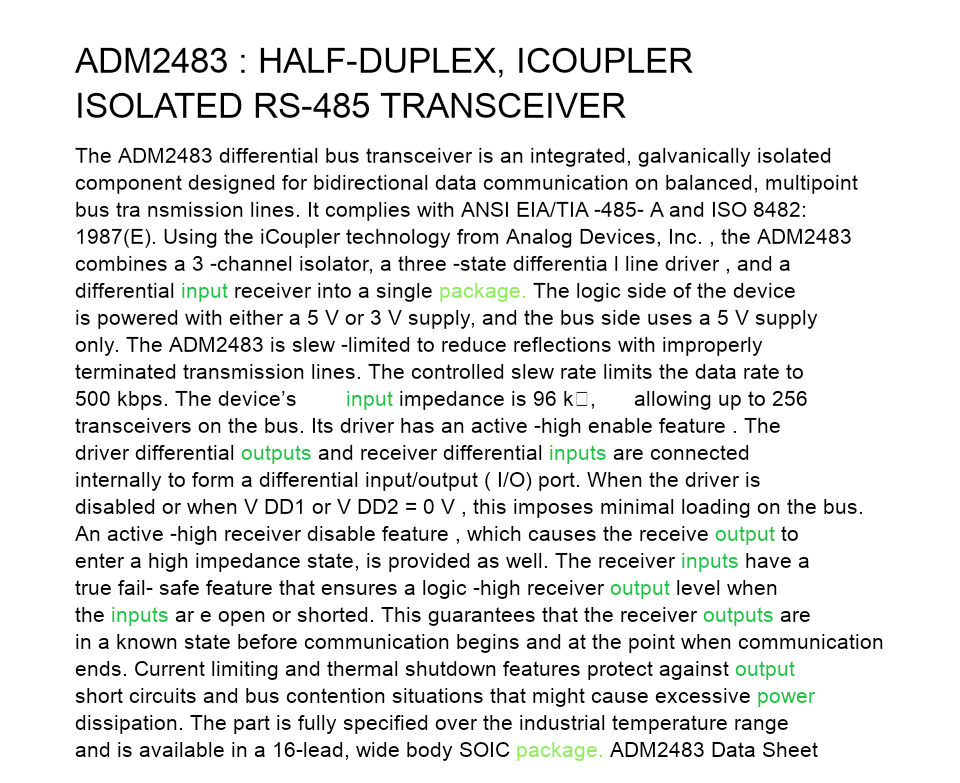 ADM2483 : HALF-DUPLEX, ICOUPLER
ISOLATED RS-485 TRANSCEIVER
The ADM2483 differential bus transceiver is an integrated, galvanically isolated
component designed for bidirectional data communication on balanced, multipoint
bus tra nsmission lines. It complies with ANSI EIA/TIA -485- A and ISO 8482:
1987(E). Using the iCoupler technology from Analog Devices, Inc. , the ADM2483
combines a 3 -channel isolator, a three -state differentia l line driver , and a
differential input receiver into a single package. The logic side of the device
is powered with either a 5 V or 3 V supply, and the bus side uses a 5 V supply
only. The ADM2483 is slew -limited to reduce reflections with improperly
terminated transmission lines. The controlled slew rate limits the data rate to
500 kbps. The device’s input impedance is 96 k□, allowing up to 256
transceivers on the bus. Its driver has an active -high enable feature . The
driver differential outputs and receiver differential inputs are connected
internally to form a differential input/output ( I/O) port. When the driver is
disabled or when V DD1 or V DD2 = 0 V , this imposes minimal loading on the bus.
An active -high receiver disable feature , which causes the receive output to
enter a high impedance state, is provided as well. The receiver inputs have a
true fail- safe feature that ensures a logic -high receiver output level when
the inputs ar e open or shorted. This guarantees that the receiver outputs are
in a known state before communication begins and at the point when communication
ends. Current limiting and thermal shutdown features protect against output
short circuits and bus contention situations that might cause excessive power
dissipation. The part is fully specified over the industrial temperature range
and is available in a 16-lead, wide body SOIC package. ADM2483 Data Sheet